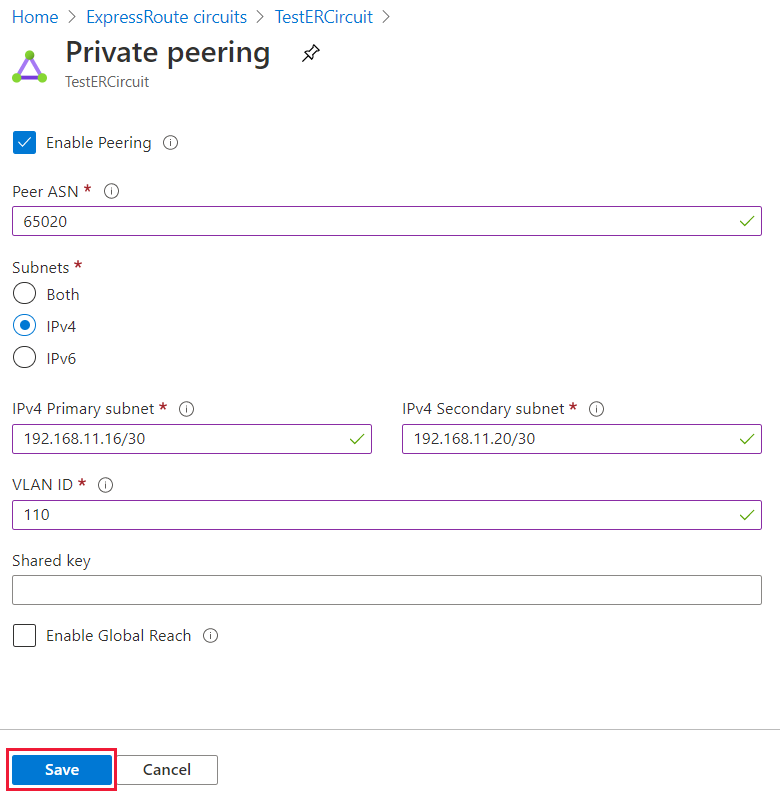 Home > ExpressRoute circuits > TestERCircuit >
Private peering
TestERCircuit
Enable Peering
Peer ASN *
65020
Subnets *
Both
IPv4
IPv6
IPv4 Primary subnet * IPv4 Secondary subnet *
192.168.11.16/30 192.168.11.20/30
VLAN ID *
110
Shared key
Enable Global Reach
Save Cancel